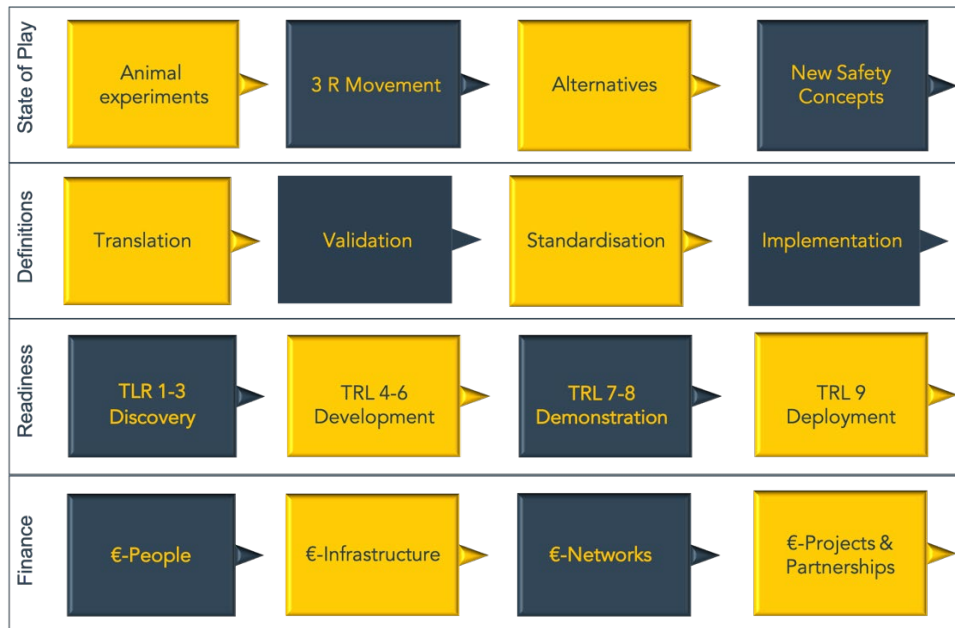 State of Play
Animal
experiments
3 R Movement
Alternatives
New Safety
Concepts
Definitions
Translation
Validation
Standardisation
Implementation
Readiness
TLR 1-3
Discovery
TRL 4-6
Development
TRL 7-8
Demonstration
TRL 9
Deployment
Finance
€-People
€-Infrastructure
€-Networks
€-Projects &
Partnerships